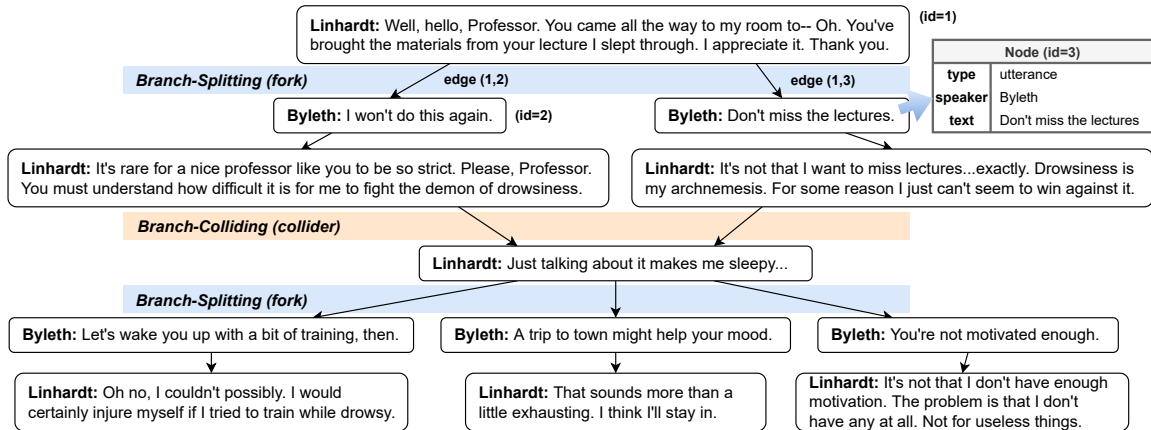 Linhardt: Well, hello, Professor. You came all the way to my room to-- Oh. You've
brought the materials from your lecture I slept through. I appreciate it. Thank you.
(id=1)
Node (id=3)
type utterance
speaker Byleth
text Don't miss the lectures
Branch-Splitting (fork)
edge (1,2)
edge (1,3)
Byleth: I won't do this again.
(id=2)
Byleth: Don't miss the lectures.
Linhardt: It's rare for a nice professor like you to be so strict. Please, Professor.
You must understand how difficult it is for me to fight the demon of drowsiness.
Linhardt: It's not that I want to miss lectures...exactly. Drowsiness is
my archnemesis. For some reason I just can't seem to win against it.
Branch-Colliding (collider)
Linhardt: Just talking about it makes me sleepy...
Branch-Splitting (fork)
Byleth: Let's wake you up with a bit of training, then.
Byleth: A trip to town might help your mood.
Byleth: You're not motivated enough.
Linhardt: Oh no, I couldn't possibly. I would
certainly injure myself if I tried to train while drowsy.
Linhardt: That sounds more than a
little exhausting. I think I'll stay in.
Linhardt: It's not that I don't have enough
motivation. The problem is that I don't
have any at all. Not for useless things.